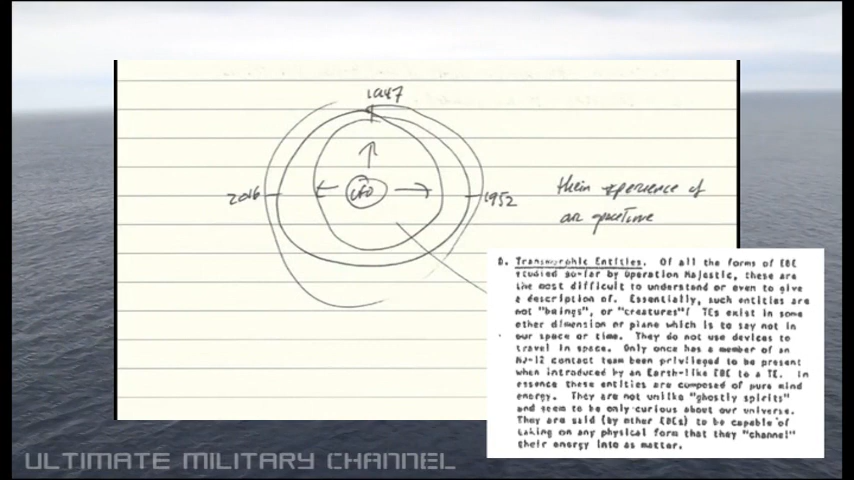 1947
2016
UFO
1952
their experience of
our
D. Transmorphic Entities. Of all the forms of EBE
studied so-far by Operation Majestic, these are
the most difficult to understand or even to give
a description of. Essentially, such entities are
not "beings", or "creatures"! TEs exist in some
other dimension or plane which is to say not in
our space or time. They do not use devices to
travel in space. Only once has a member of an
MJ-12 contact team been privileged to be present
when introduced by an Earth-like EBE to a TE. In
essence these entities are composed of pure mind
energy. They are not unlike "ghostly spirits"
and seem to be only curious about our universe.
They are said (by other EBEs) to be capable of
taking on any physical form that they "channel"
their energy into as matter.
ULTIMATE MILITARY CHANNEL